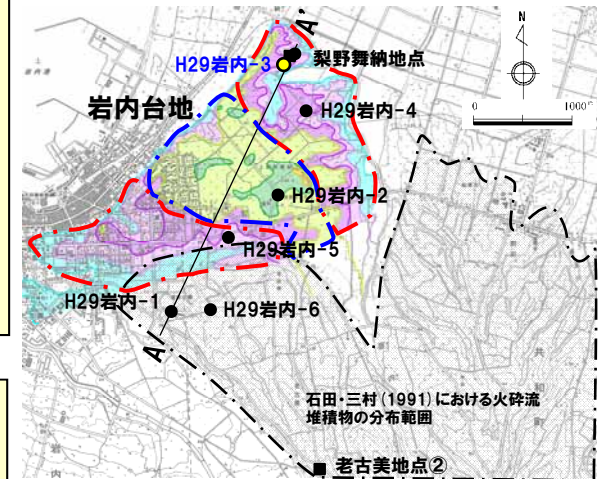 A'
N
H29岩内-3
梨野舞納地点
0 1000
岩内台地
H29岩内-4
H29岩内-2
H29岩内-5
H29岩内-1
H29岩内-6
A
石田・三村(1991)における火砕流
堆積物の分布範囲
老古美地点②